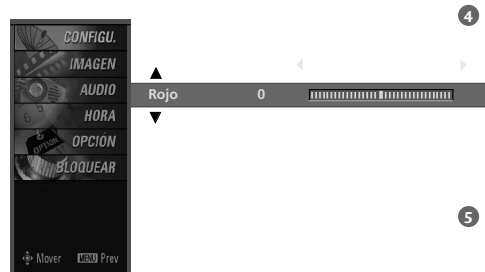 4
CONFIGU.
IMAGEN
AUDIO
HORA
OPCIÓN
BLOQUEAR
Rojo 0
5
Mover MENU Prev